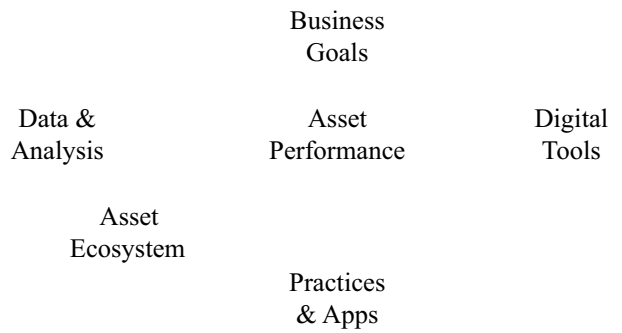 Business
Goals
Data &
Analysis
Asset
Performance
Digital
Tools
Asset
Ecosystem
Practices
& Apps